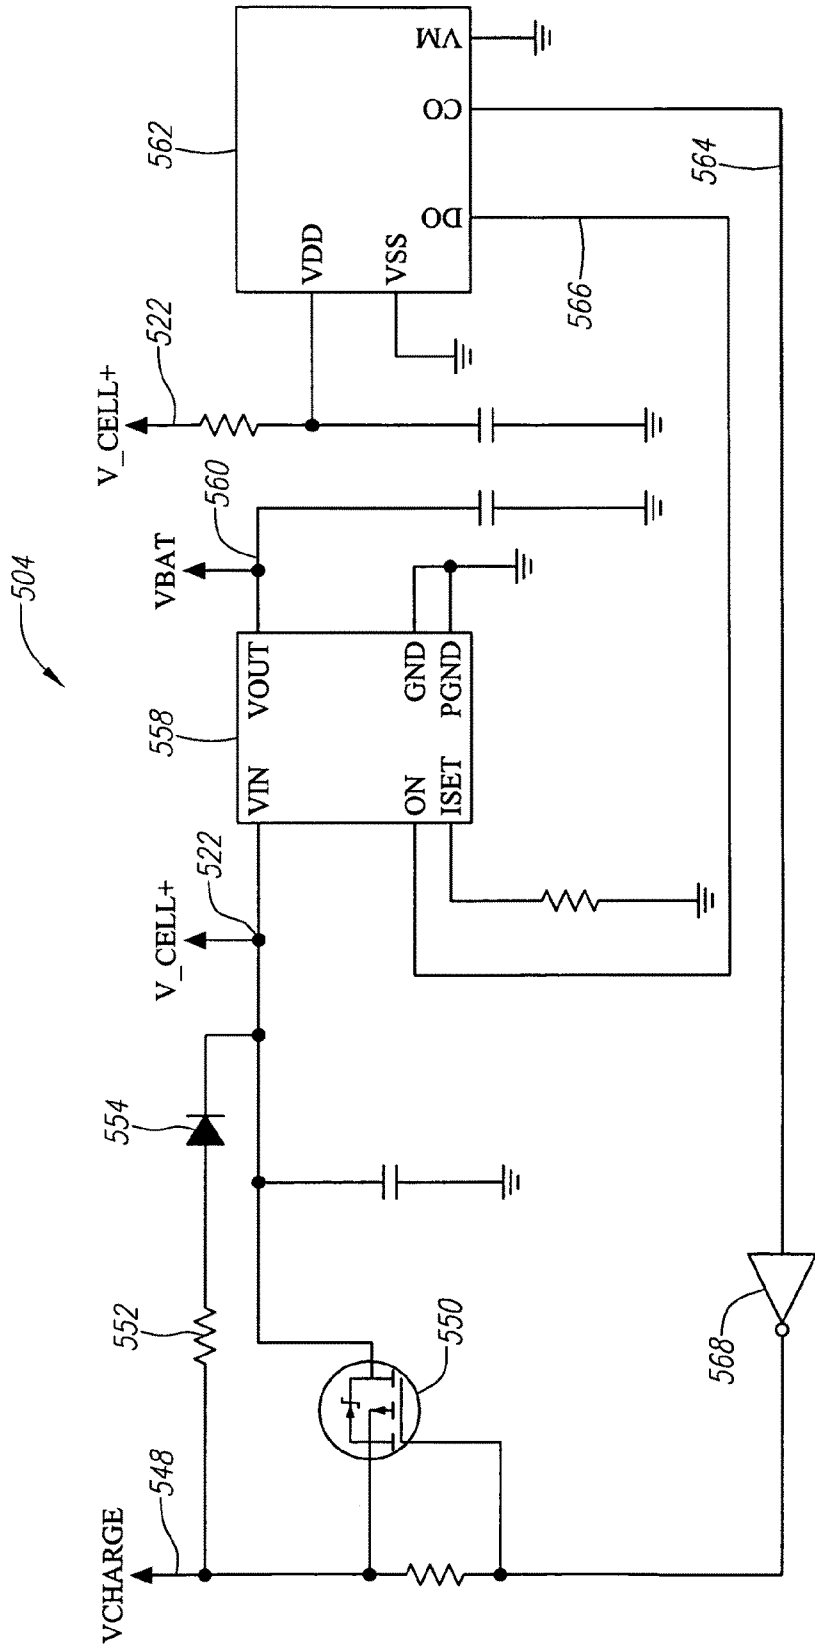 504
VCHARGE
548
552
554
V_CELL+
522
550
VIN
VOUT
ON
ISET
GND
PGND
558
VBAT
560
V_CELL+
522
VDD
VSS
562
DO
CO
VM
566
564
568